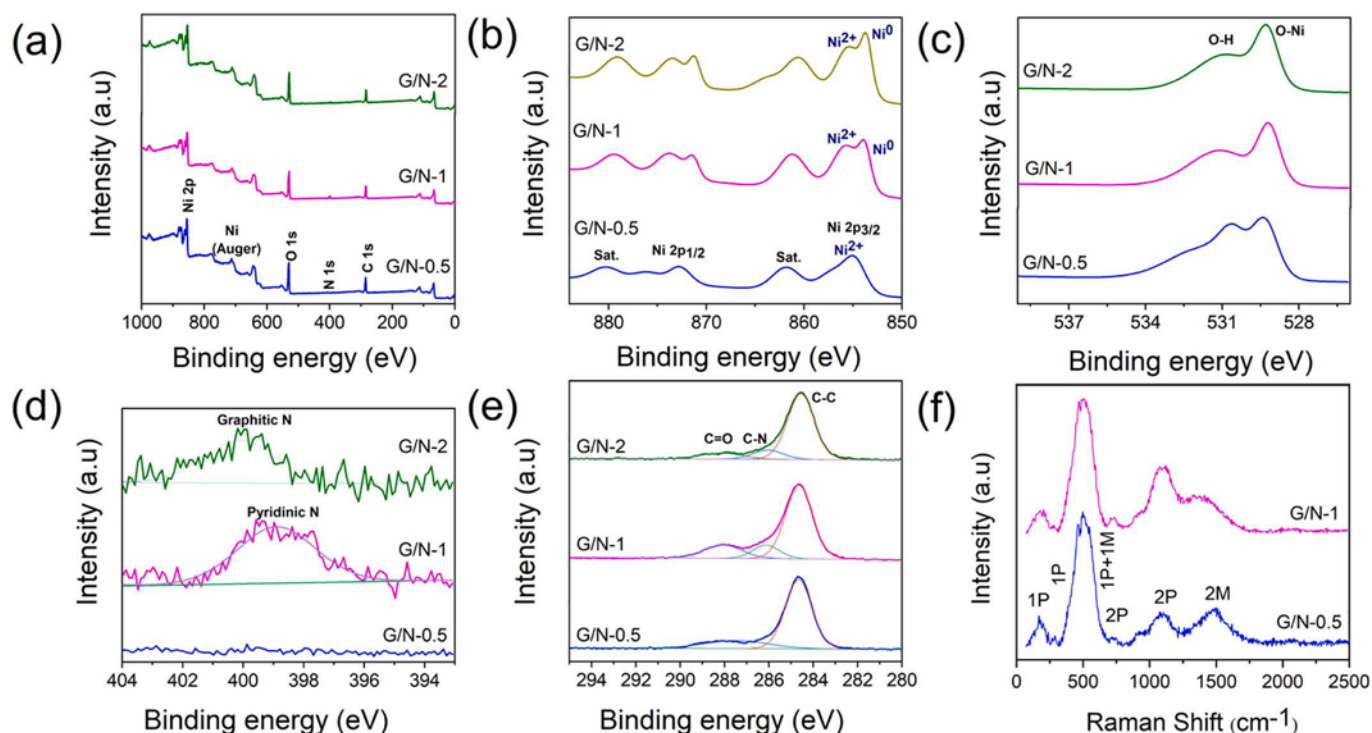 (a)
Intensity (a.u)
G/N-2
G/N-1
G/N-0.5
Ni 2p
Ni
(Auger)
O 1s
N 1s
C 1s
1000 800 600 400 200 0
Binding energy (eV)
(b)
Intensity (a.u)
G/N-2
Ni2+
Ni0
G/N-1
Ni2+
Ni0
G/N-0.5
Sat.
Ni 2p1/2
Sat.
Ni 2p3/2
Ni2+
880 870 860 850
Binding energy (eV)
(c)
Intensity (a.u)
G/N-2
O-H
O-Ni
G/N-1
G/N-0.5
537 534 531 528
Binding energy (eV)
(d)
Intensity (a.u)
Graphitic N
G/N-2
Pyridinic N
G/N-1
G/N-0.5
404 402 400 398 396 394
Binding energy (eV)
(e)
Intensity (a.u)
G/N-2
C=O
C-N
C-C
G/N-1
G/N-0.5
294 292 290 288 286 284 282 280
Binding energy (eV)
(f)
Intensity (a.u)
G/N-1
1P
1P
1P+1M
2P
2P
2M
G/N-0.5
0 500 1000 1500 2000 2500
Raman Shift (cm-1)